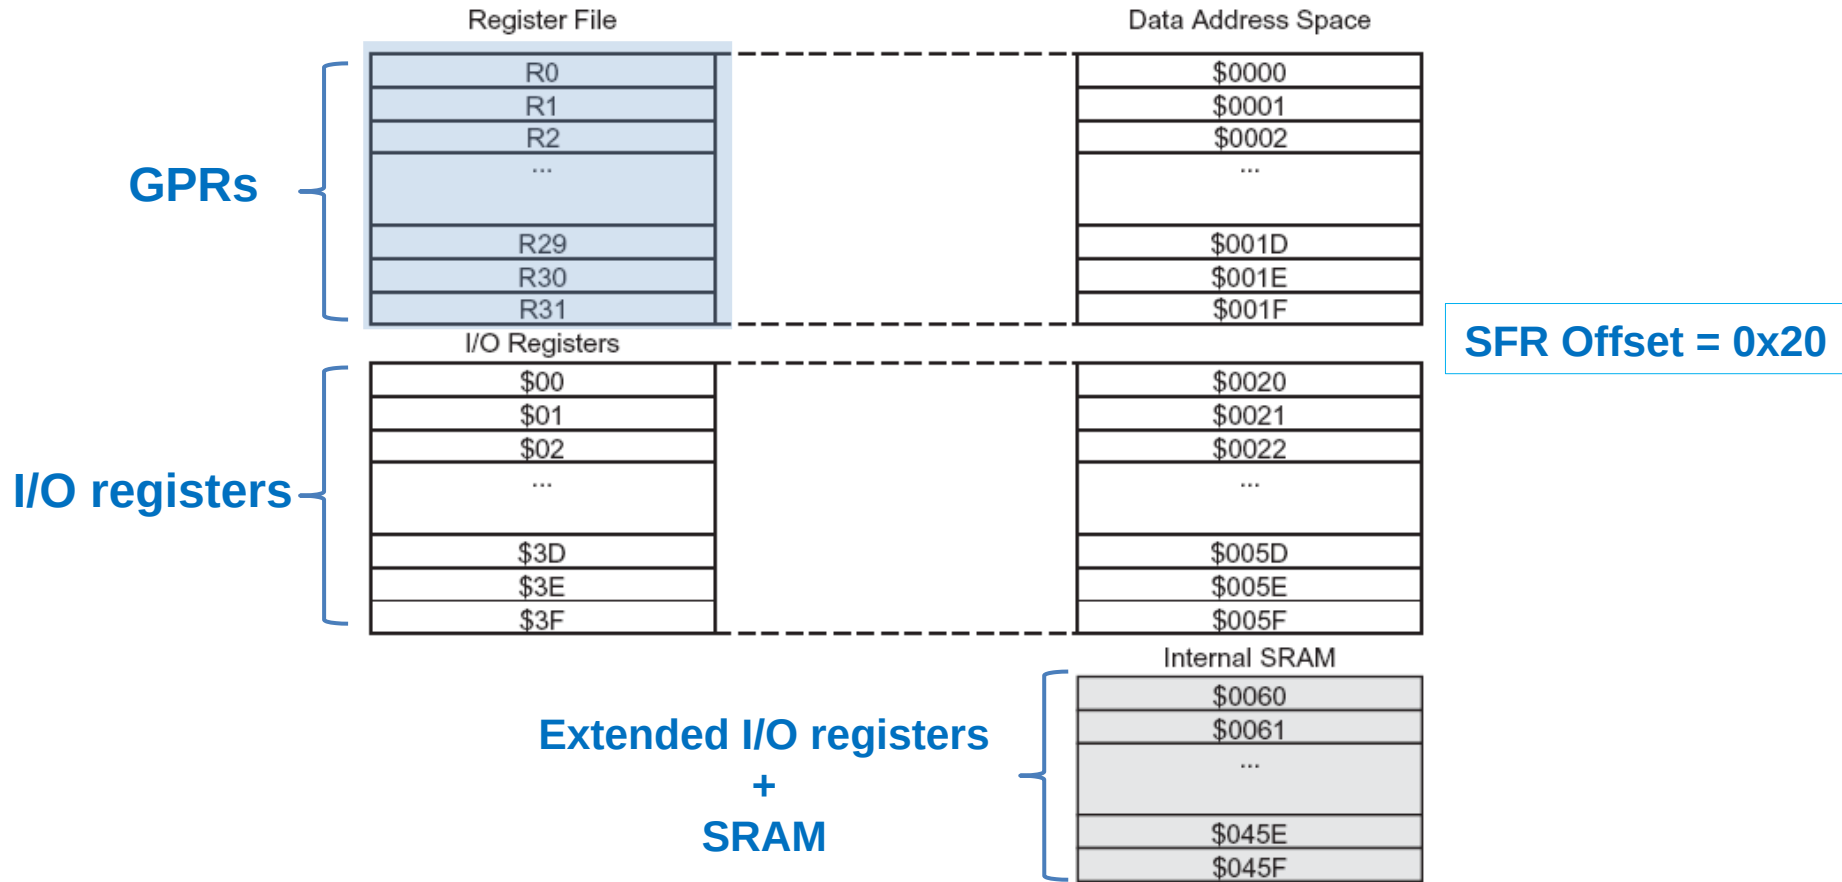 Register File
Data Address Space
GPRs
R0
$0000
R1
$0001
R2
$0002
...
...
R29
$001D
R30
$001E
R31
$001F
SFR Offset = 0x20
I/O Registers
I/O registers
$00
$0020
$01
$0021
$02
$0022
...
...
$3D
$005D
$3E
$005E
$3F
$005F
Internal SRAM
Extended I/O registers
+
SRAM
$0060
$0061
...
$045E
$045F